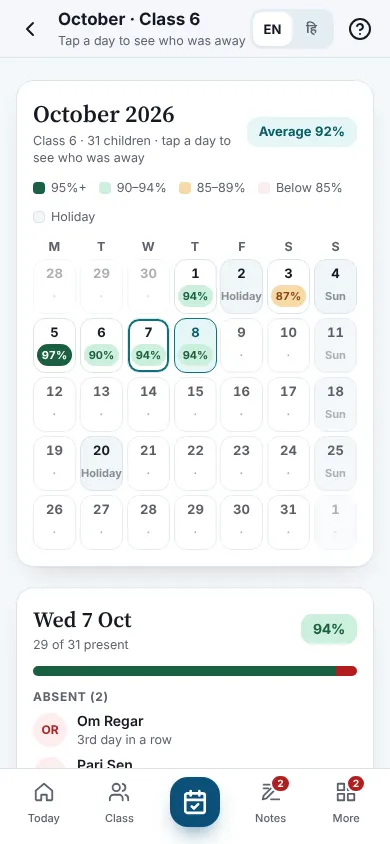 October · Class 6
Tap a day to see who was away
EN
हि
October 2026
Class 6 · 31 children · tap a day to
see who was away
Average 92%
95%+ 90–94% 85–89% Below 85%
Holiday
M T W T F S S
28 29 30 1 2 3 4
· · · 94% Holiday 87% Sun
5 6 7 8 9 10 11
97% 90% 94% 94% · · Sun
12 13 14 15 16 17 18
· · · · · · Sun
19 20 21 22 23 24 25
· Holiday · · · · Sun
26 27 28 29 30 31 1
· · · · · · ·
Wed 7 Oct
29 of 31 present
94%
ABSENT (2)
OR
Om Regar
3rd day in a row
Pari Sen
Today Class Notes 2 More 2